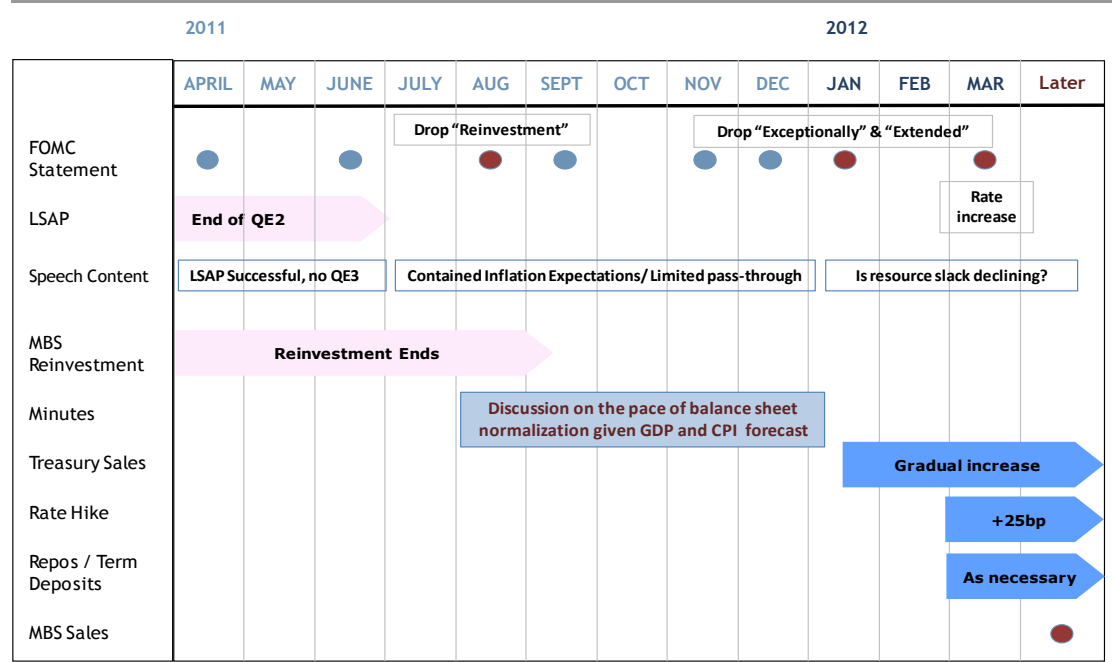 2011
2012
APRIL MAY JUNE JULY AUG SEPT OCT NOV DEC JAN FEB MAR Later
Drop “Reinvestment”
Drop “Exceptionally” & “Extended”
FOMC
Statement
Rate
increase
LSAP
End of QE2
Speech Content
LSAP Successful, no QE3
Contained Inflation Expectations/ Limited pass-through
Is resource slack declining?
MBS
Reinvestment
Reinvestment Ends
Minutes
Discussion on the pace of balance sheet
normalization given GDP and CPI forecast
Treasury Sales
Gradual increase
Rate Hike
+25bp
Repos / Term
Deposits
As necessary
MBS Sales